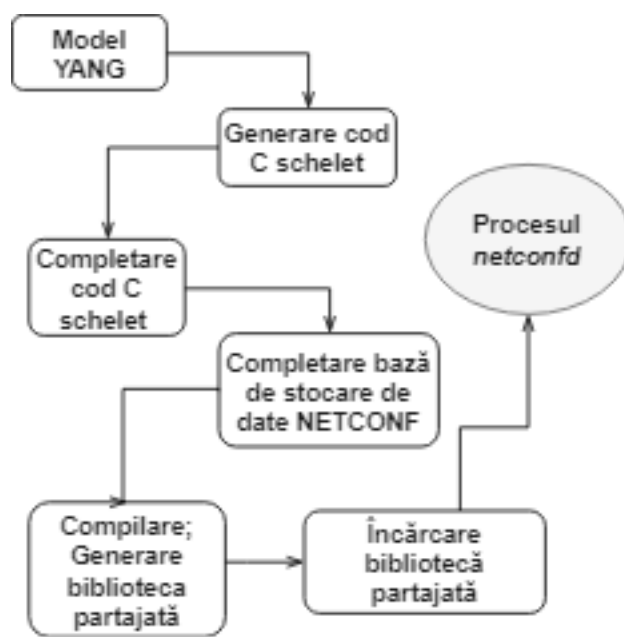 Model
YANG
Generare cod
C schelet
Procesul
netconfd
Completare
cod C
schelet
Completare bază
de stocare de
date NETCONF
Compilare;
Generare
biblioteca
partajată
Încărcare
bibliotecă
partajată